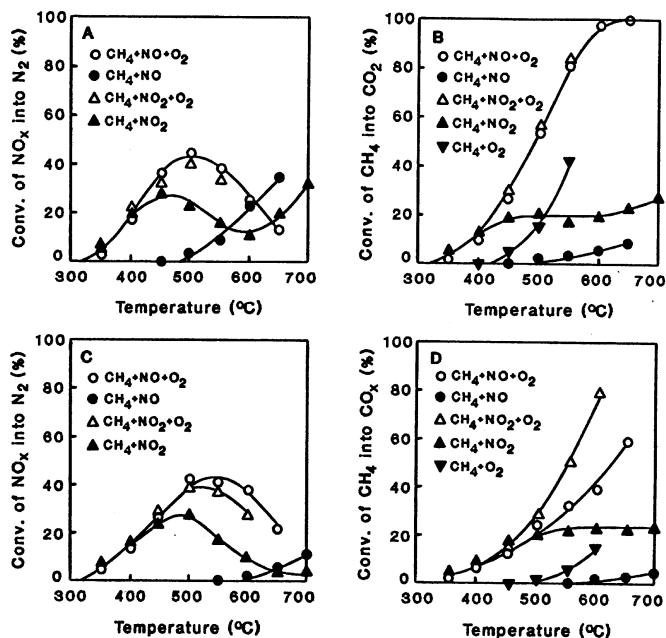 Conv. of NOx into N2 (%)
100
80
60
40
20
0
A
CH4+NO+O2
CH4+NO
CH4+NO2+O2
CH4+NO2
300 400 500 600 700
Temperature (ºC)
Conv. of CH4 into CO2 (%)
100
80
60
40
20
0
B
CH4+NO+O2
CH4+NO
CH4+NO2+O2
CH4+NO2
CH4+O2
300 400 500 600 700
Temperature (ºC)
Conv. of NOx into N2 (%)
100
80
60
40
20
0
C
CH4+NO+O2
CH4+NO
CH4+NO2+O2
CH4+NO2
300 400 500 600 700
Temperature (ºC)
Conv. of CH4 into COx (%)
100
80
60
40
20
0
D
CH4+NO+O2
CH4+NO
CH4+NO2+O2
CH4+NO2
CH4+O2
300 400 500 600 700
Temperature (ºC)